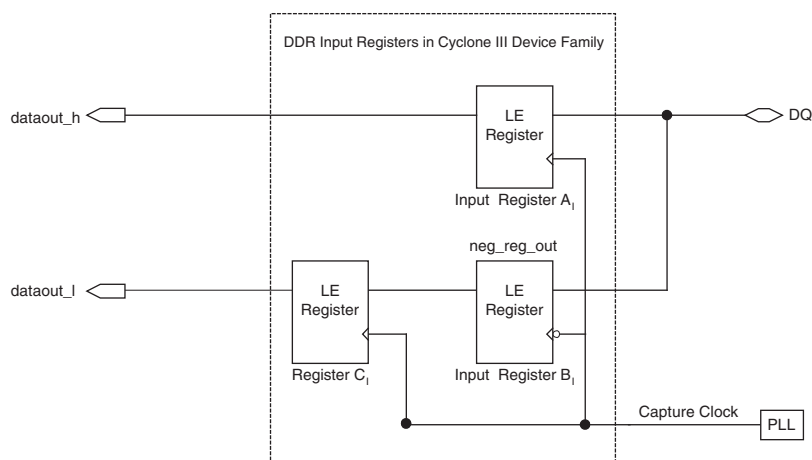 DDR Input Registers in Cyclone III Device Family
dataout_h
LE
Register
DQ
Input Register A_I
neg_reg_out
dataout_l
LE
Register
LE
Register
Register C_I
Input Register B_I
Capture Clock
PLL